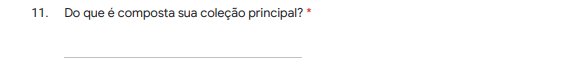 11. Do que é composta sua coleção principal? *